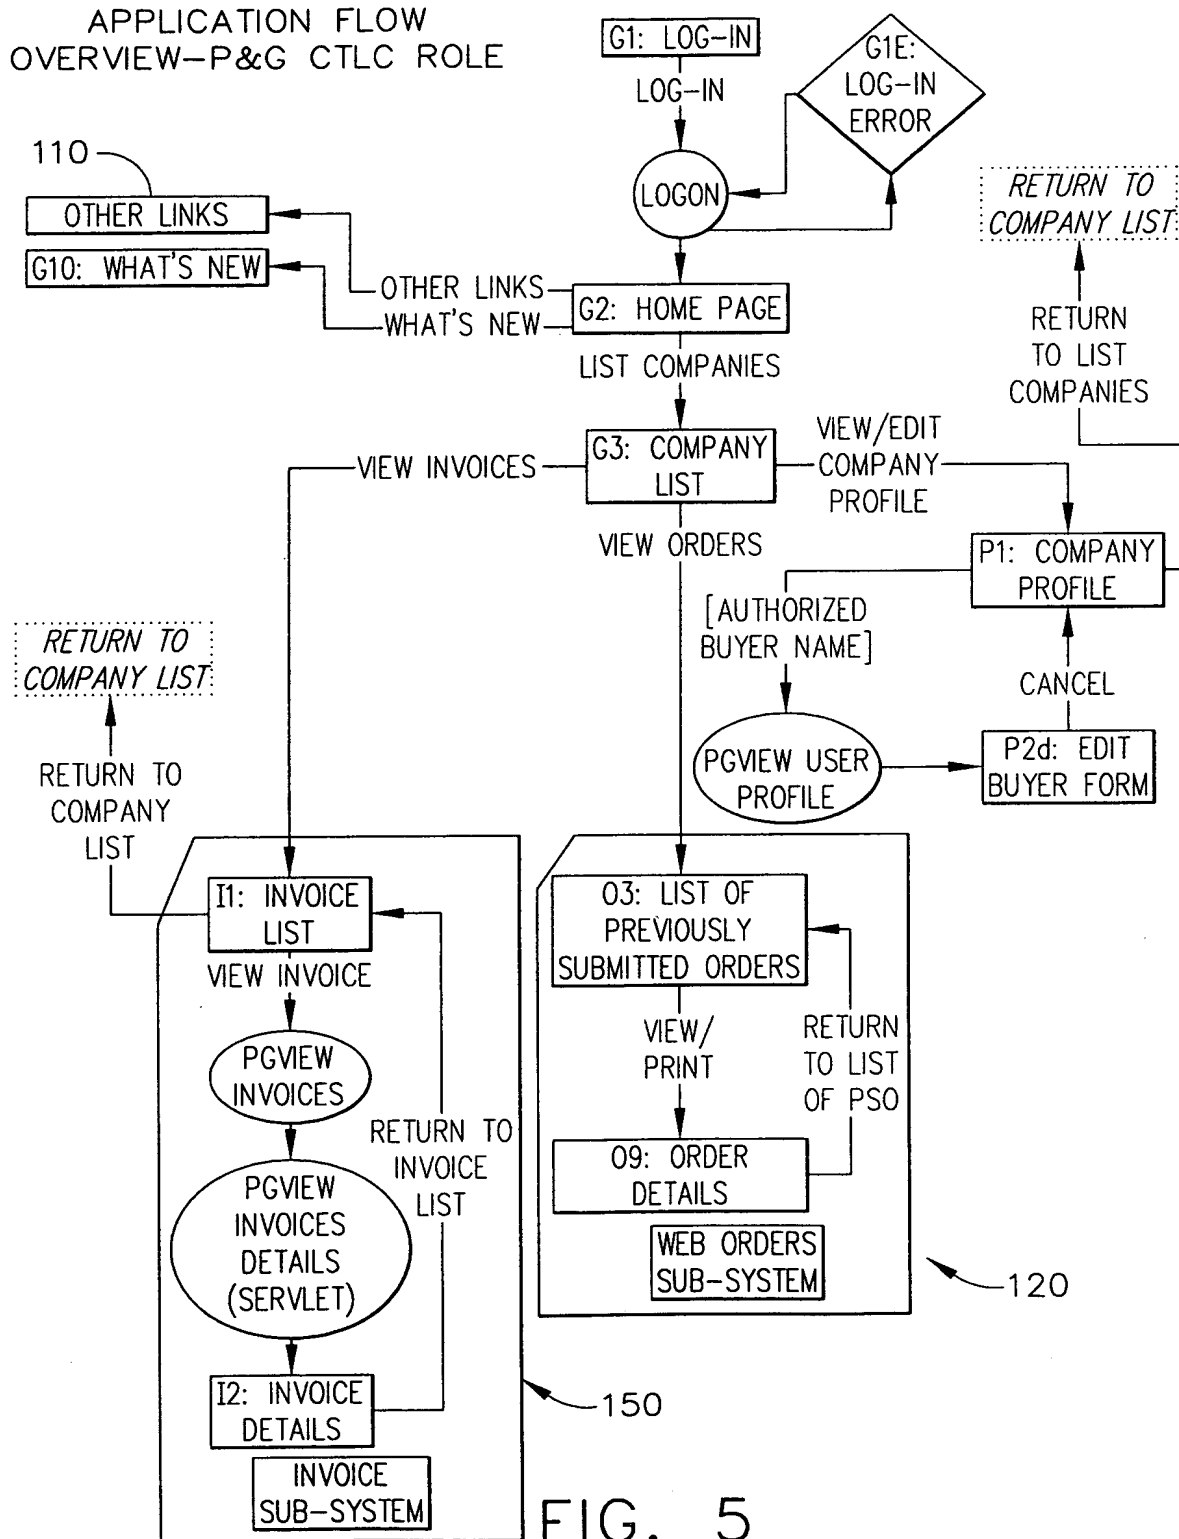 APPLICATION FLOW
OVERVIEW-P&G CTLC ROLE
G1: LOG-IN
LOG-IN
G1E:
LOG-IN
ERROR
LOGON
110
OTHER LINKS
G10: WHAT'S NEW
OTHER LINKS
WHAT'S NEW
G2: HOME PAGE
RETURN TO
COMPANY LIST
RETURN
TO LIST
COMPANIES
LIST COMPANIES
G3: COMPANY
LIST
VIEW INVOICES
VIEW/EDIT
COMPANY
PROFILE
VIEW ORDERS
P1: COMPANY
PROFILE
[AUTHORIZED
BUYER NAME]
CANCEL
PGVIEW USER
PROFILE
P2d: EDIT
BUYER FORM
RETURN TO
COMPANY LIST
RETURN TO
COMPANY
LIST
I1: INVOICE
LIST
VIEW INVOICE
PGVIEW
INVOICES
PGVIEW
INVOICES
DETAILS
(SERVLET)
RETURN TO
INVOICE
LIST
I2: INVOICE
DETAILS
INVOICE
SUB-SYSTEM
150
O3: LIST OF
PREVIOUSLY
SUBMITTED ORDERS
VIEW/
PRINT
RETURN
TO LIST
OF PSO
O9: ORDER
DETAILS
WEB ORDERS
SUB-SYSTEM
120
FIG. 5